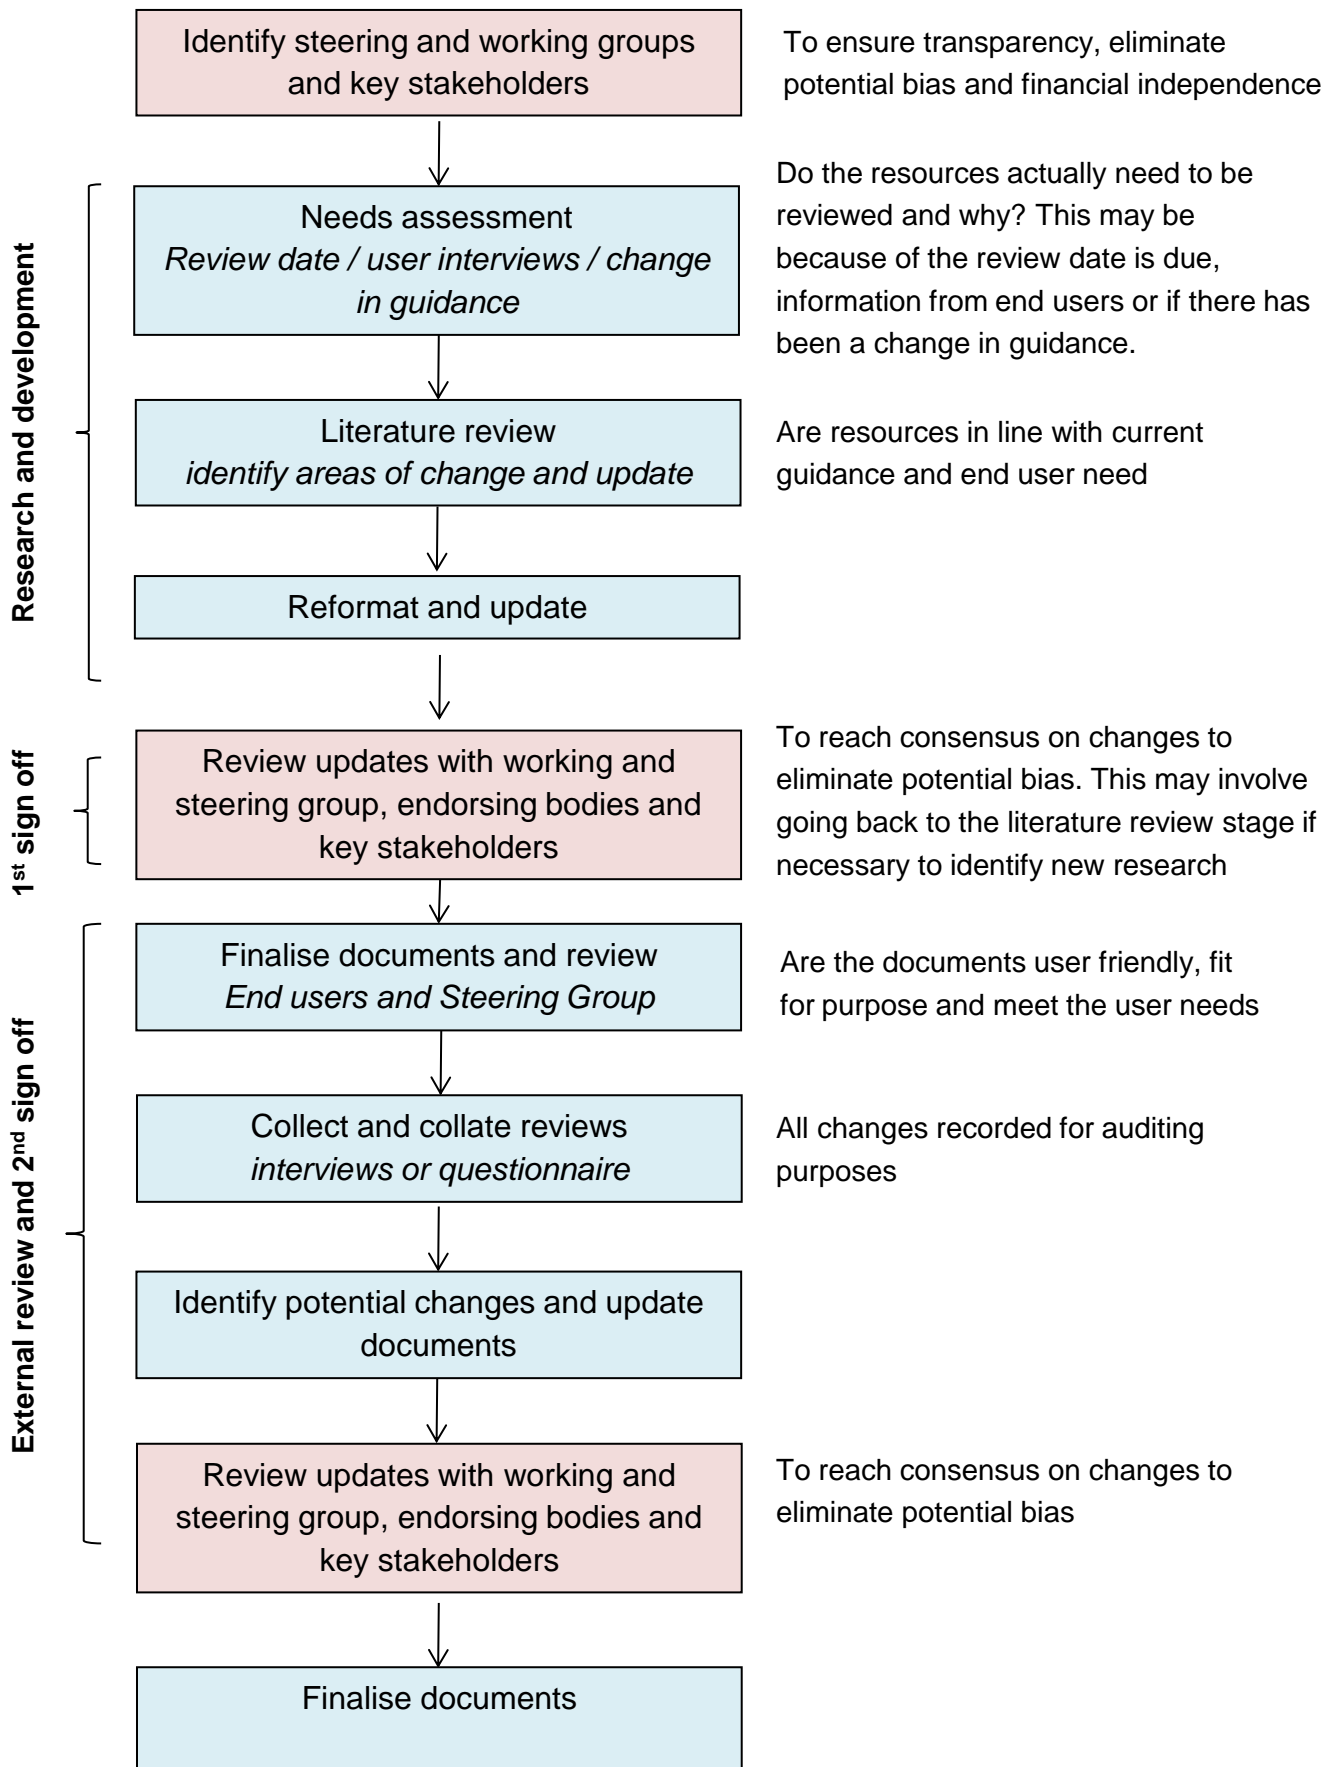 Identify steering and working groups
and key stakeholders
To ensure transparency, eliminate
potential bias and financial independence
Research and development
Needs assessment
Review date / user interviews / change
in guidance
Do the resources actually need to be
reviewed and why? This may be
because of the review date is due,
information from end users or if there has
been a change in guidance.
Literature review
identify areas of change and update
Are resources in line with current
guidance and end user need
Reformat and update
1st sign off
Review updates with working and
steering group, endorsing bodies and
key stakeholders
To reach consensus on changes to
eliminate potential bias. This may involve
going back to the literature review stage if
necessary to identify new research
External review and 2nd sign off
Finalise documents and review
End users and Steering Group
Are the documents user friendly, fit
for purpose and meet the user needs
Collect and collate reviews
interviews or questionnaire
All changes recorded for auditing
purposes
Identify potential changes and update
documents
Review updates with working and
steering group, endorsing bodies and
key stakeholders
To reach consensus on changes to
eliminate potential bias
Finalise documents